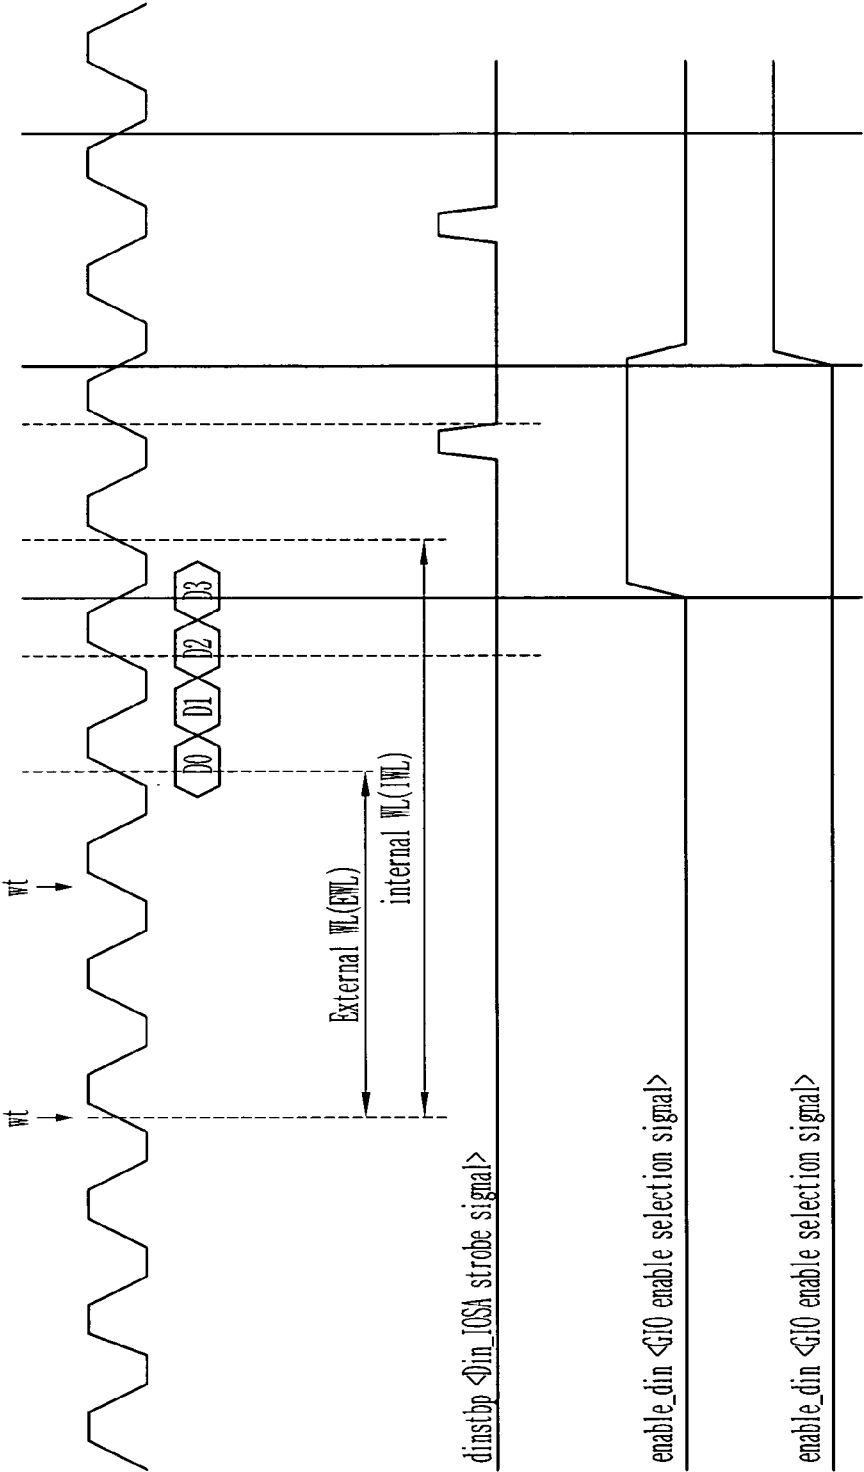 wt
wt
D0
D1
D2
D3
External WL(EWL)
internal WL(IWL)
dinstbp <Din_IOSA strobe signal>
enable_din <GIO enable selection signal>
enable_din <GIO enable selection signal>